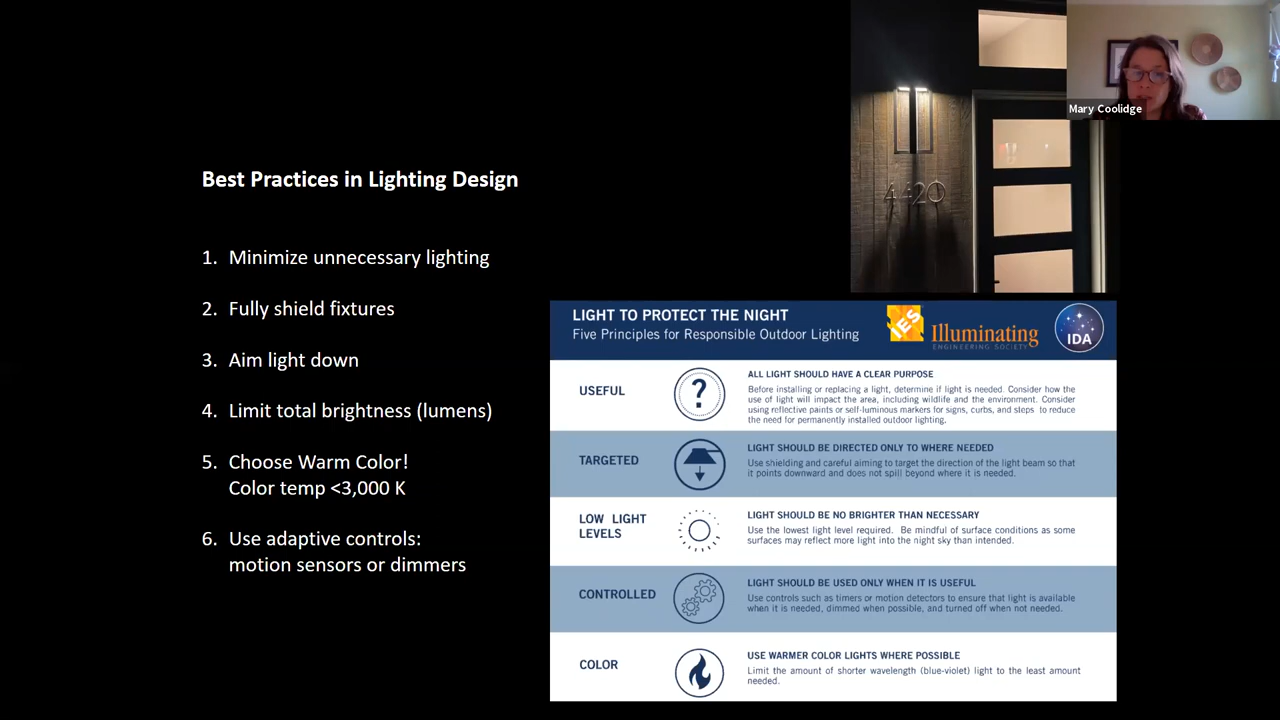 Best Practices in Lighting Design
1. Minimize unnecessary lighting
2. Fully shield fixtures
3. Aim light down
4. Limit total brightness (lumens)
5. Choose Warm Color!
Color temp <3,000 K
6. Use adaptive controls:
motion sensors or dimmers
4420
Mary Coolidge
LIGHT TO PROTECT THE NIGHT
Five Principles for Responsible Outdoor Lighting
IES
Illuminating
ENGINEERING SOCIETY
IDA
USEFUL
?
ALL LIGHT SHOULD HAVE A CLEAR PURPOSE
Before installing or replacing a light, determine if light is needed. Consider how the
use of light will impact the area, including wildlife and the environment. Consider
using reflective paints or self-luminous markers for signs, curbs, and steps to reduce
the need for permanently installed outdoor lighting.
TARGETED
LIGHT SHOULD BE DIRECTED ONLY TO WHERE NEEDED
Use shielding and careful aiming to target the direction of the light beam so that
it points downward and does not spill beyond where it is needed.
LOW LIGHT
LEVELS
LIGHT SHOULD BE NO BRIGHTER THAN NECESSARY
Use the lowest light level required. Be mindful of surface conditions as some
surfaces may reflect more light into the night sky than intended.
CONTROLLED
LIGHT SHOULD BE USED ONLY WHEN IT IS USEFUL
Use controls such as timers or motion detectors to ensure that light is available
when it is needed, dimmed when possible, and turned off when not needed.
COLOR
USE WARMER COLOR LIGHTS WHERE POSSIBLE
Limit the amount of shorter wavelength (blue-violet) light to the least amount
needed.